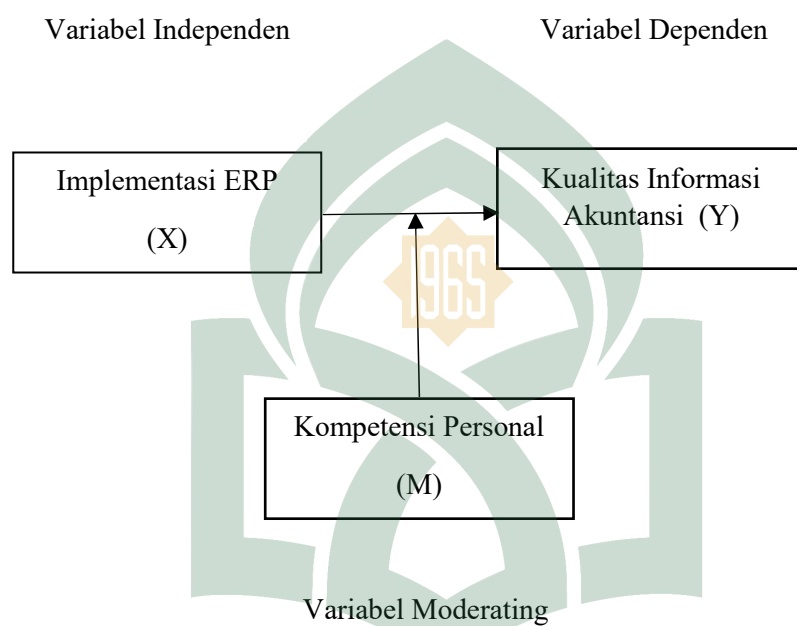 Variabel Independen
Variabel Dependen
Implementasi ERP
(X)
Kualitas Informasi
Akuntansi (Y)
1965
Kompetensi Personal
(M)
Variabel Moderating